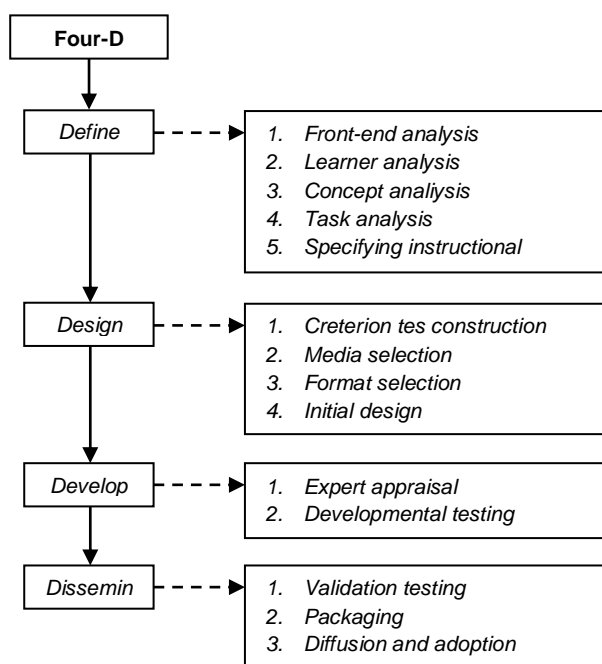 Four-D
Define
1. Front-end analysis
2. Learner analysis
3. Concept analiysis
4. Task analysis
5. Specifying instructional
Design
1. Creterion tes construction
2. Media selection
3. Format selection
4. Initial design
Develop
1. Expert appraisal
2. Developmental testing
Dissemin
1. Validation testing
2. Packaging
3. Diffusion and adoption